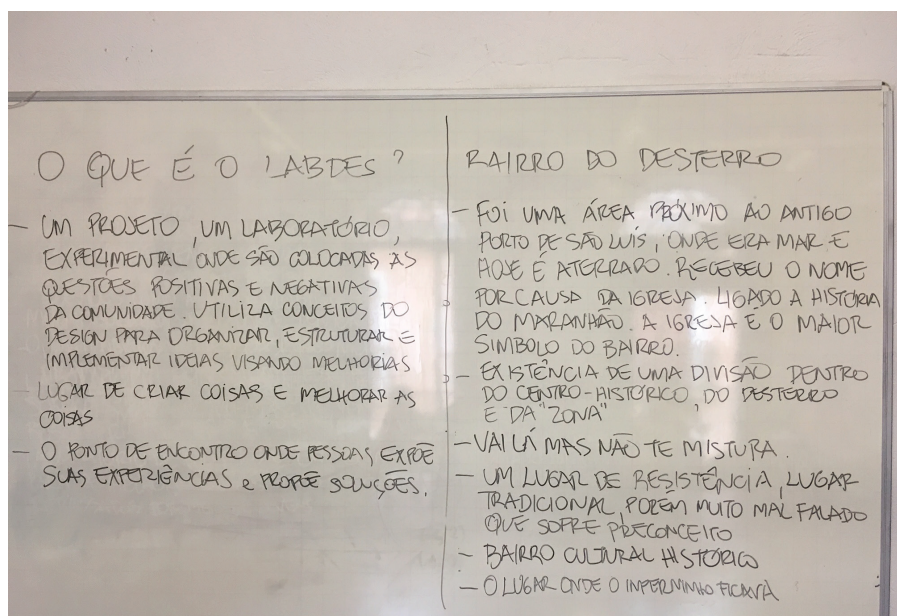 O QUE É O LABDES?
— UM PROJETO, UM LABORATÓRIO,
EXPERIMENTAL ONDE SÃO COLOCADAS AS
QUESTÕES POSITIVAS E NEGATIVAS
DA COMUNIDADE. UTILIZA CONCEITOS DO
DESIGN PARA ORGANIZAR, ESTRUTURAR E
IMPLEMENTAR IDEIAS VISANDO MELHORIAS
— LUGAR DE CRIAR COISAS E MELHORAR AS
COISAS
— O PONTO DE ENCONTRO ONDE PESSOAS EXPÕE
SUAS EXPERIÊNCIAS e PROPÕE SOLUÇÕES.
BAIRRO DO DESTERRO
— FOI UMA ÁREA PRÓXIMO AO ANTIGO
PORTO DE SÃO LUÍS, ONDE ERA MAR E
HOJE É ATERRADO. RECEBEU O NOME
POR CAUSA DA IGREJA. LIGADO A HISTÓRIA
DO MARANHÃO. A IGREJA É O MAIOR
SIMBOLO DO BAIRRO.
— EXISTÊNCIA DE UMA DIVISÃO DENTRO
DO CENTRO-HISTÓRICO, DO DESTERRO
E DA "ZONA"
— VAI LÁ MAS NÃO TE MISTURA.
— UM LUGAR DE RESISTÊNCIA, LUGAR
TRADICIONAL, PORÉM MUITO MAL FALADO
QUE SOFRE PRECONCEITO
— BAIRRO CULTURAL HISTÓRICO
— O LUGAR ONDE O INFERNINHO FICAVA